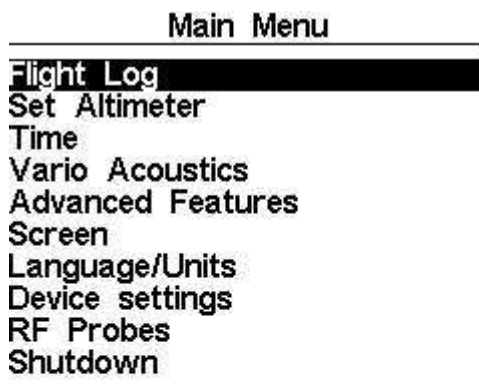 Main Menu
Flight Log
Set Altimeter
Time
Vario Acoustics
Advanced Features
Screen
Language/Units
Device settings
RF Probes
Shutdown